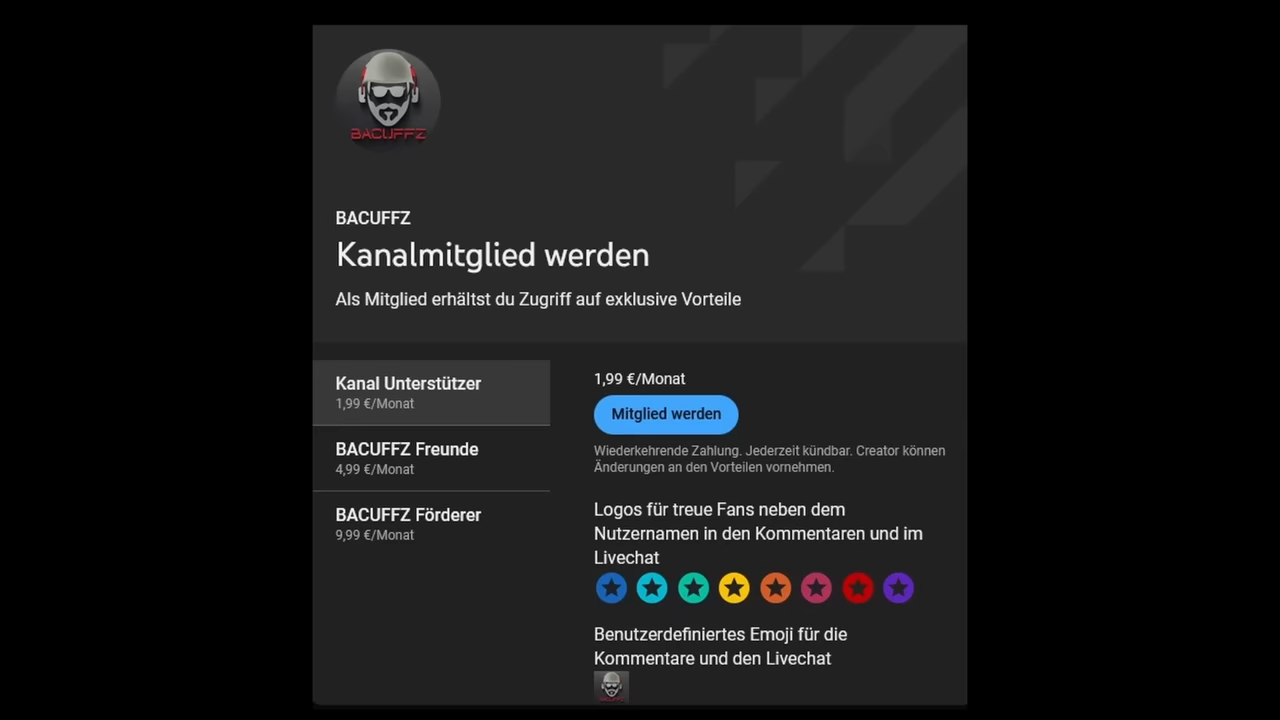 BACUFFZ
BACUFFZ
Kanalmitglied werden
Als Mitglied erhältst du Zugriff auf exklusive Vorteile
Kanal Unterstützer
1,99 €/Monat
BACUFFZ Freunde
4,99 €/Monat
BACUFFZ Förderer
9,99 €/Monat
1,99 €/Monat
Mitglied werden
Wiederkehrende Zahlung. Jederzeit kündbar. Creator können
Änderungen an den Vorteilen vornehmen.
Logos für treue Fans neben dem
Nutzernamen in den Kommentaren und im
Livechat
Benutzerdefiniertes Emoji für die
Kommentare und den Livechat
BACUFFZ